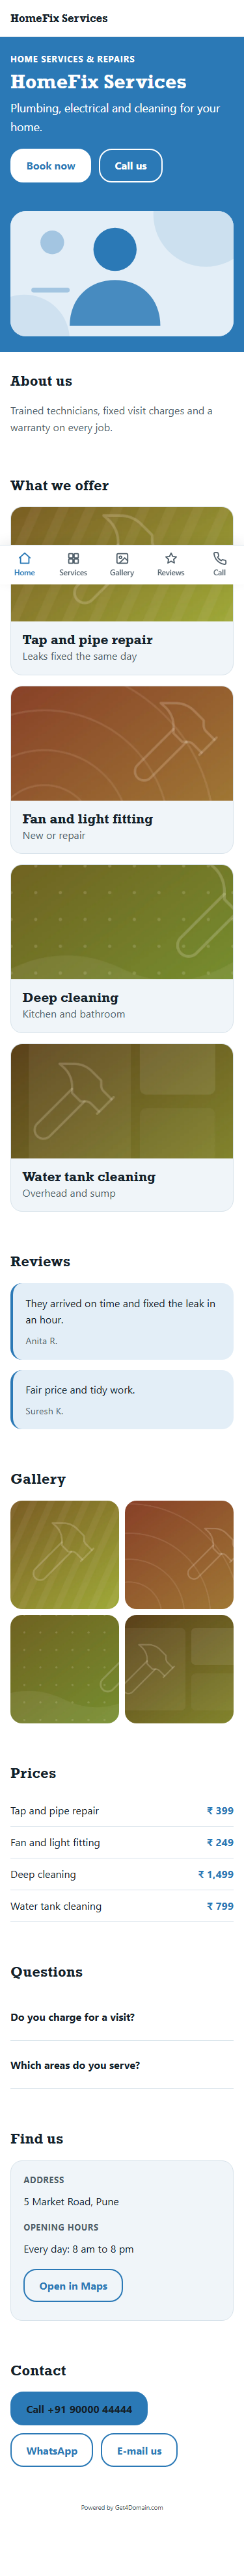 HomeFix Services
HOME SERVICES & REPAIRS
HomeFix Services
Plumbing, electrical and cleaning for your
home.
Book now
Call us
About us
Trained technicians, fixed visit charges and a
warranty on every job.
What we offer
Home
Services
Gallery
Reviews
Call
Tap and pipe repair
Leaks fixed the same day
Fan and light fitting
New or repair
Deep cleaning
Kitchen and bathroom
Water tank cleaning
Overhead and sump
Reviews
They arrived on time and fixed the leak in
an hour.
Anita R.
Fair price and tidy work.
Suresh K.
Gallery
Prices
Tap and pipe repair ₹ 399
Fan and light fitting ₹ 249
Deep cleaning ₹ 1,499
Water tank cleaning ₹ 799
Questions
Do you charge for a visit?
Which areas do you serve?
Find us
ADDRESS
5 Market Road, Pune
OPENING HOURS
Every day: 8 am to 8 pm
Open in Maps
Contact
Call +91 90000 44444
WhatsApp
E-mail us
Powered by Get4Domain.com